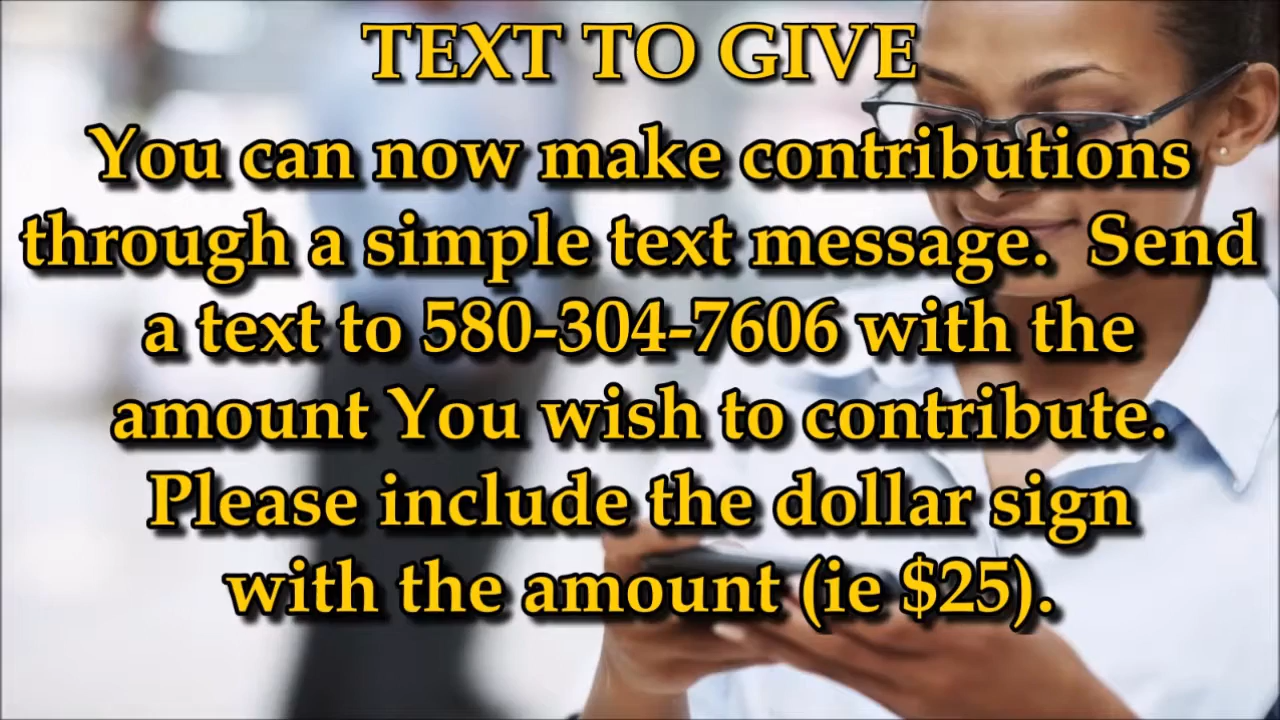 TEXT TO GIVE
You can now make contributions
through a simple text message.  Send
a text to 580-304-7606 with the
amount You wish to contribute.
Please include the dollar sign
with the amount (ie $25).